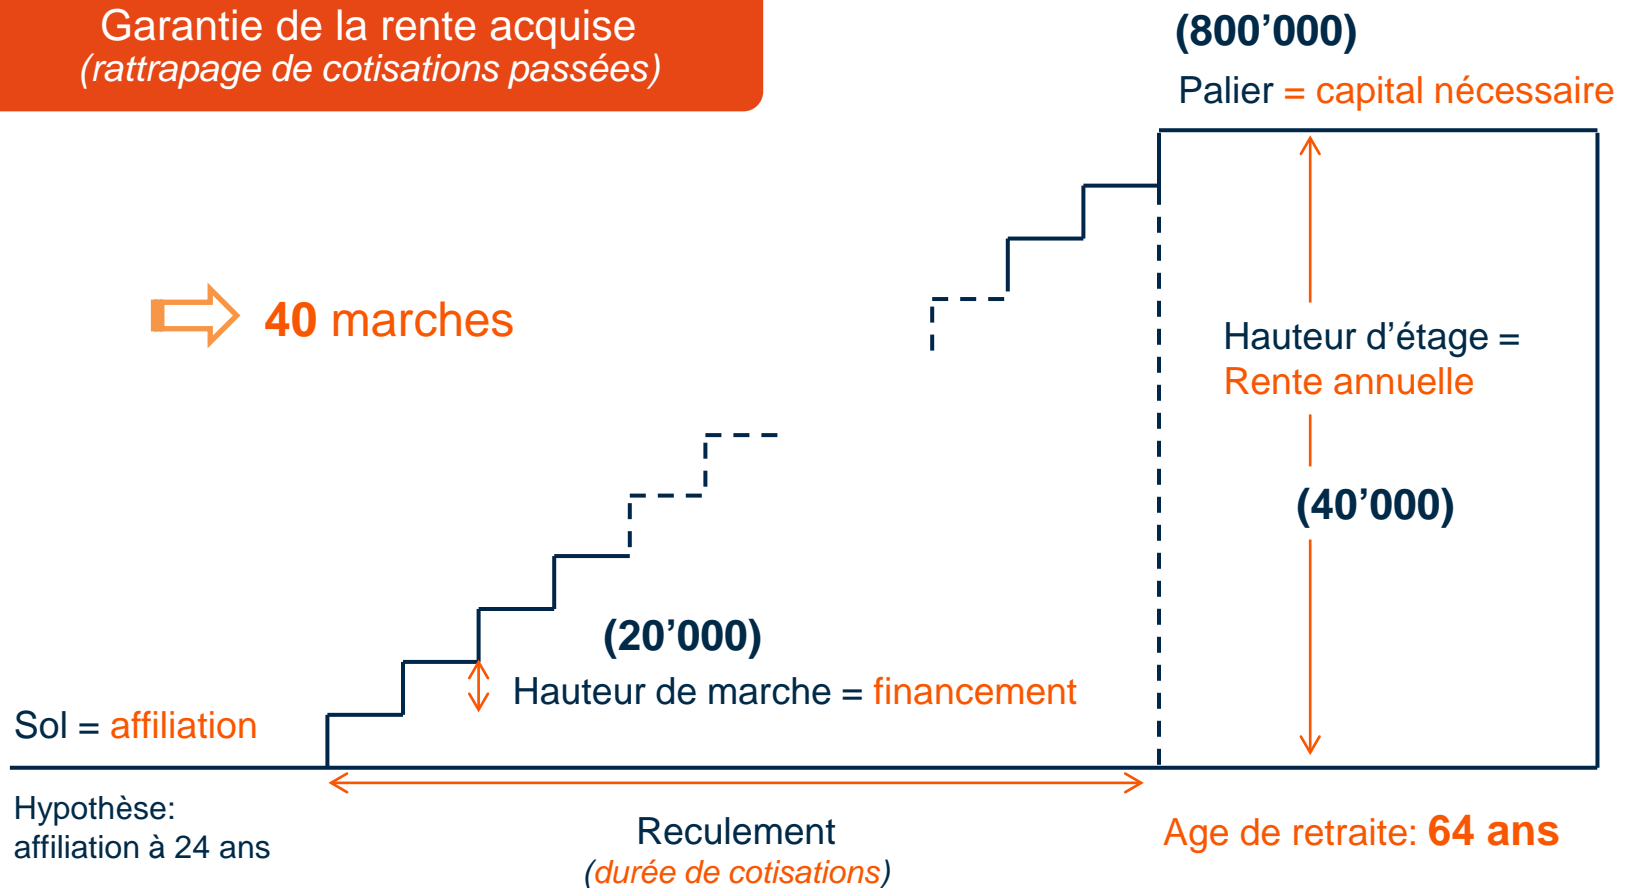 Garantie de la rente acquise
(rattrapage de cotisations passées)
(800’000)
Palier = capital nécessaire
40 marches
Hauteur d’étage =
Rente annuelle
(40’000)
(20’000)
Hauteur de marche = financement
Sol = affiliation
Hypothèse:
affiliation à 24 ans
Reculement
(durée de cotisations)
Age de retraite: 64 ans